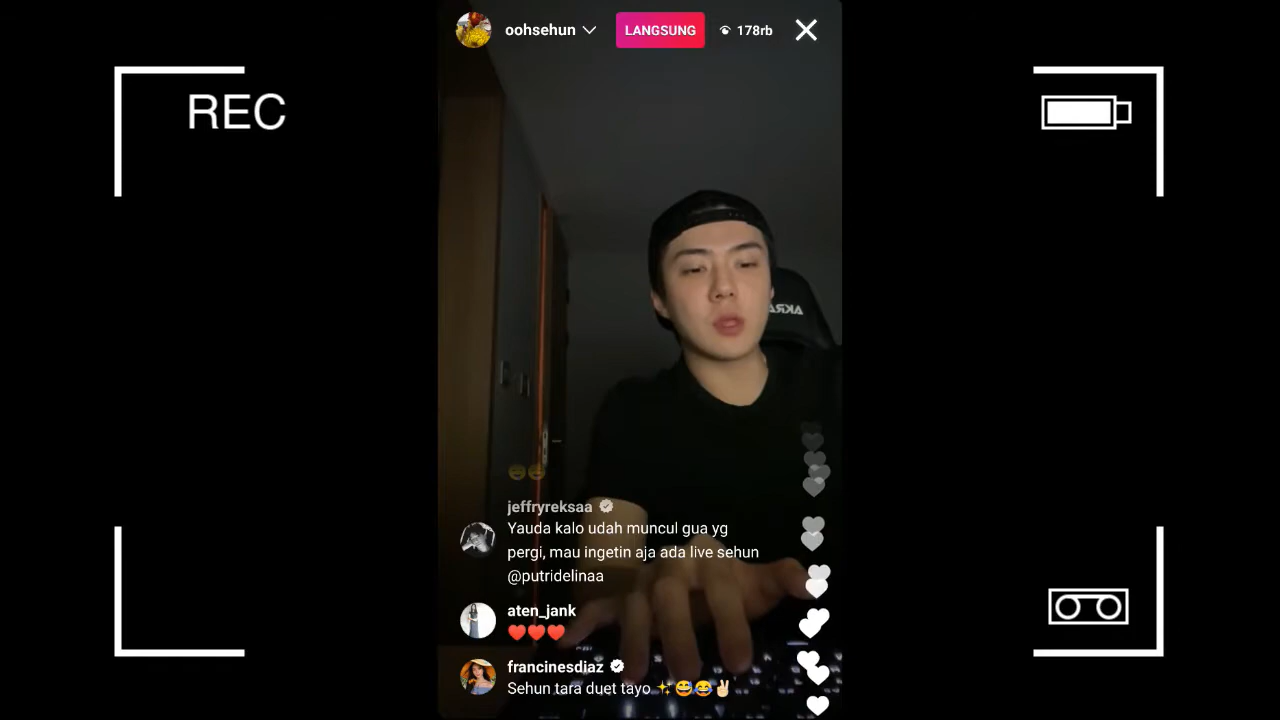 oohsehun
LANGSUNG
178rb
REC
AKRA
😅😅
jeffryreksaa
Yauda kalo udah muncul gua yg
pergi, mau ingetin aja ada live sehun
@putridelinaa
aten_jank
❤️❤️❤️
francinesdiaz
Sehun tara duet tayo ✨😅😂✌🏻